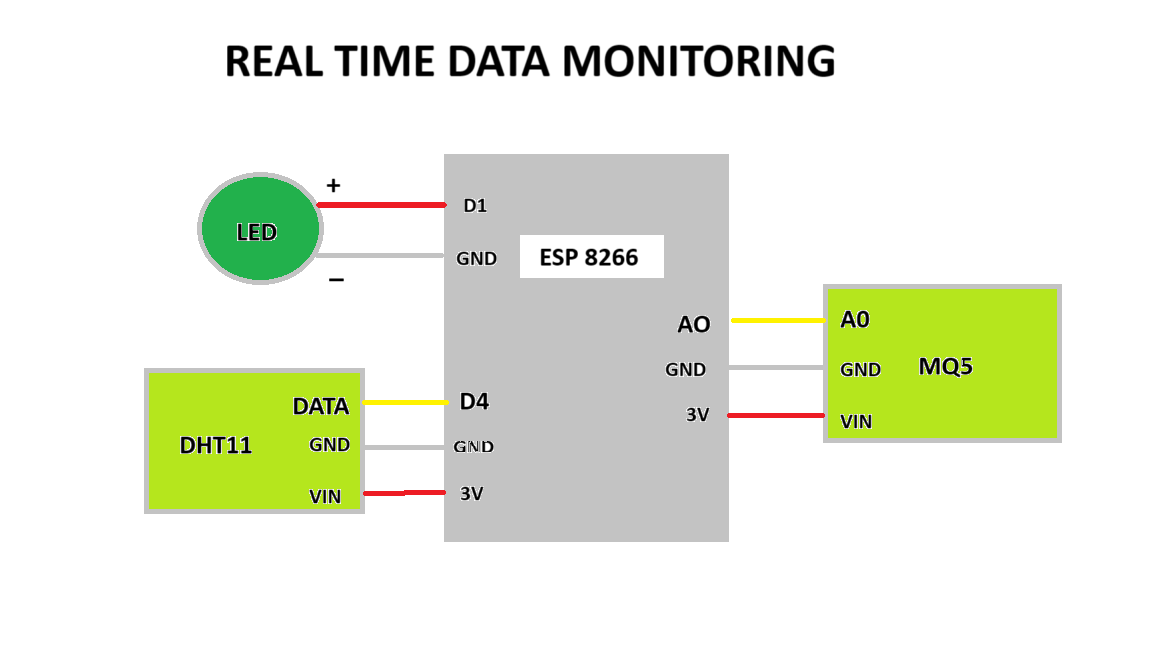 REAL TIME DATA MONITORING
+
LED
–
D1
GND
ESP 8266
AO
GND
3V
A0
GND
MQ5
VIN
DATA
DHT11
GND
VIN
D4
GND
3V